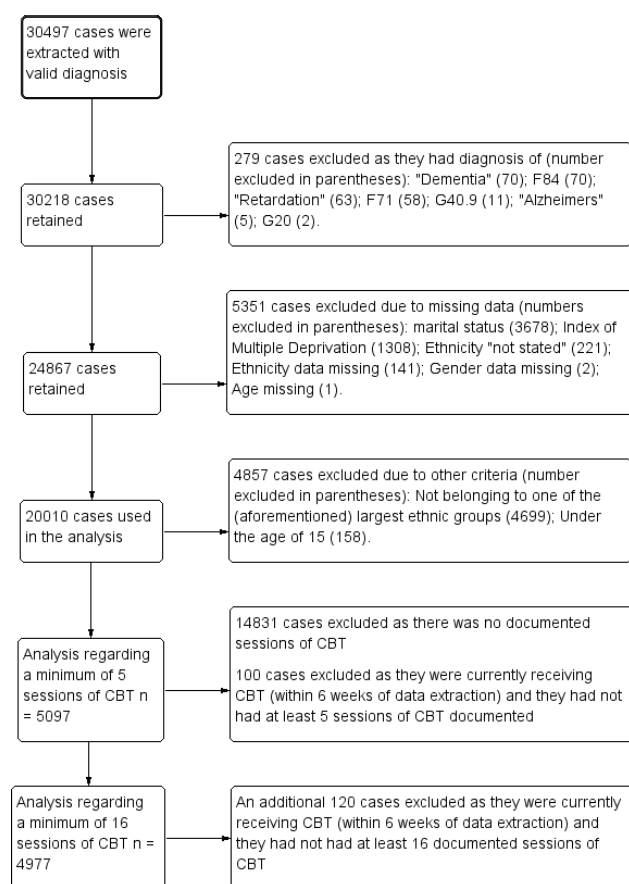 30497 cases were
extracted with
valid diagnosis
279 cases excluded as they had diagnosis of (number
excluded in parentheses): "Dementia" (70); F84 (70);
"Retardation" (63); F71 (58); G40.9 (11); "Alzheimers"
(5); G20 (2).
30218 cases
retained
5351 cases excluded due to missing data (numbers
excluded in parentheses): marital status (3678); Index of
Multiple Deprivation (1308); Ethnicity "not stated" (221);
Ethnicity data missing (141); Gender data missing (2);
Age missing (1).
24867 cases
retained
4857 cases excluded due to other criteria (number
excluded in parentheses): Not belonging to one of the
(aforementioned) largest ethnic groups (4699); Under
the age of 15 (158).
20010 cases used
in the analysis
14831 cases excluded as there was no documented
sessions of CBT
100 cases excluded as they were currently receiving
CBT (within 6 weeks of data extraction) and they had not
had at least 5 sessions of CBT documented
Analysis regarding
a minimum of 5
sessions of CBT n
= 5097
An additional 120 cases excluded as they were currently
receiving CBT (within 6 weeks of data extraction) and
they had not had at least 16 documented sessions of
CBT
Analysis regarding
a minimum of 16
sessions of CBT n =
4977